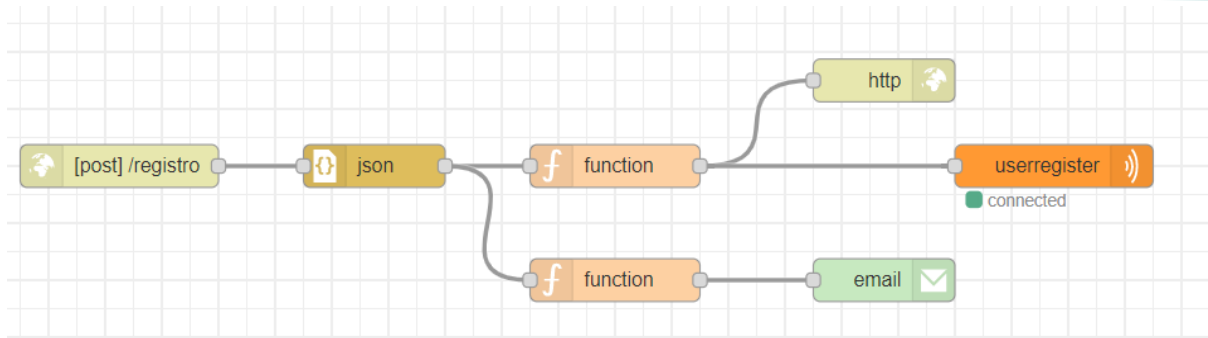 http
[post] /registro
json
function
userregister
connected
function
email